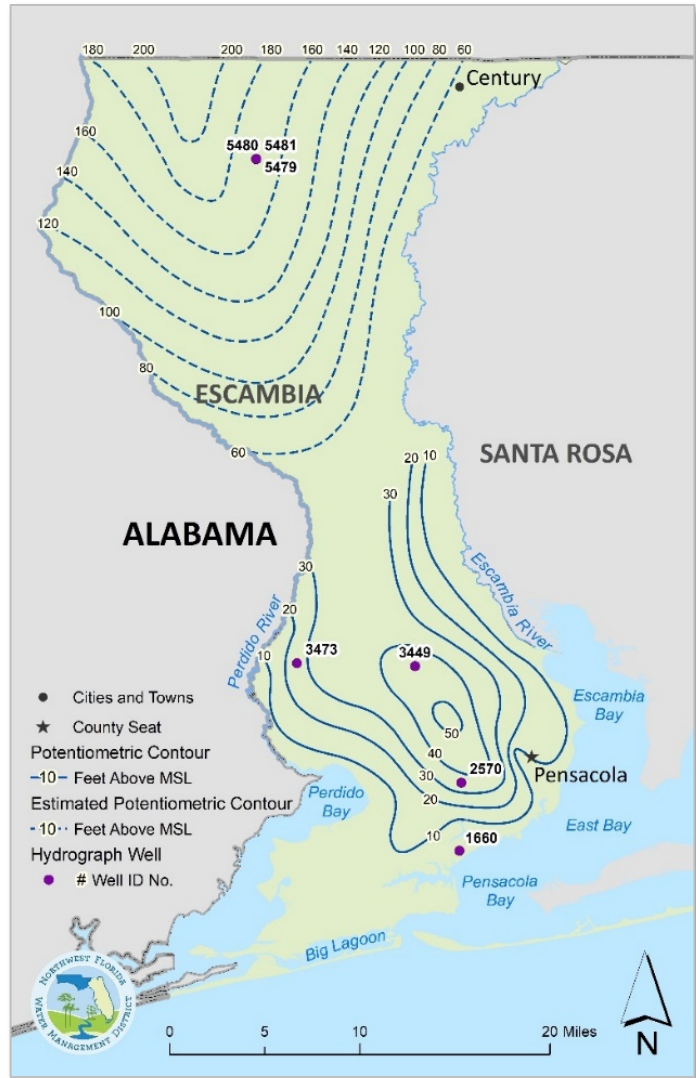 180 200 200 180 160 140 120 100 80 60
Century
160
5480 5481
5479
140
120
100
80
ESCAMBIA
60
SANTA ROSA
20 10
30
ALABAMA
30
20
10
Perdido River
3473
3449
Escambia River
Escambia
Bay
50
40
30
20
10
2570
Pensacola
Perdido
Bay
1660
East Bay
Pensacola
Bay
Big Lagoon
Cities and Towns
County Seat
Potentiometric Contour
10 Feet Above MSL
Estimated Potentiometric Contour
10 Feet Above MSL
Hydrograph Well
# Well ID No.
NORTHWEST FLORIDA
WATER MANAGEMENT DISTRICT
0 5 10 20 Miles
N